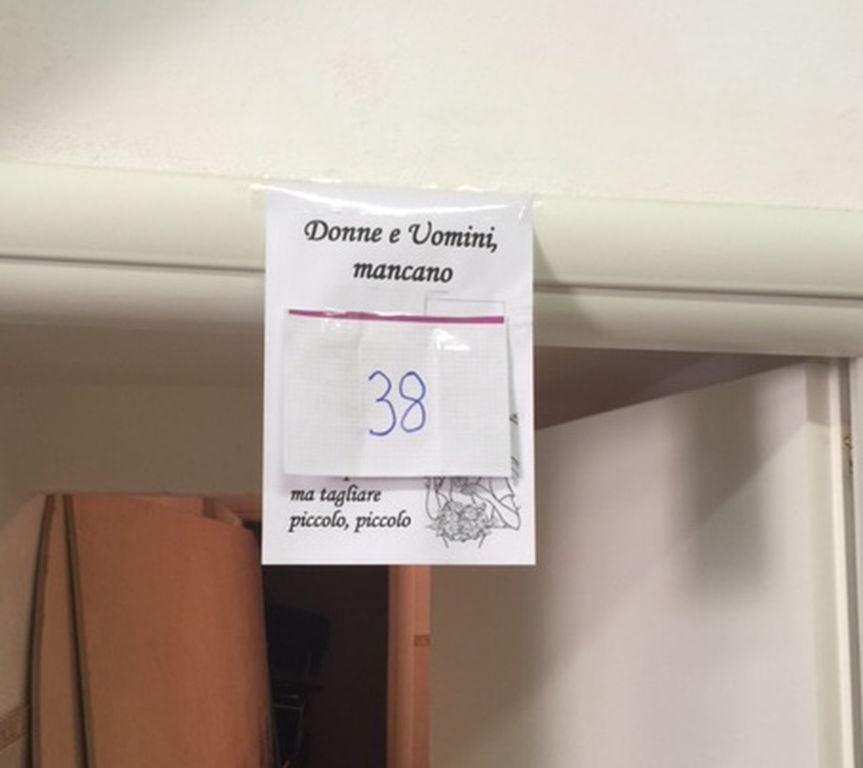 Donne e Uomini,
mancano
38
ma tagliare
piccolo, piccolo